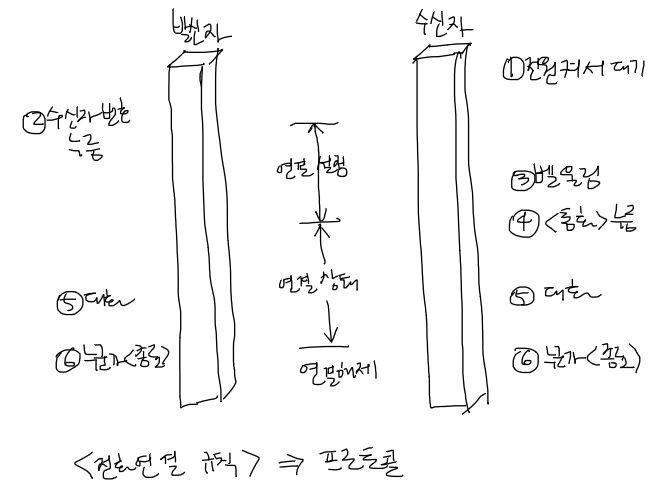 발신자
수신자
① 전원 켜서 대기
② 수신자 번호
누름
연결 설립
③ 벨울림
④ <통화> 누름
연결 상태
⑤ 대화
⑤ 대화
⑥ 누군가 <종료>
⑥ 누군가 <종료>
연결해제
<전화연결 규칙> ⇒ 프로토콜